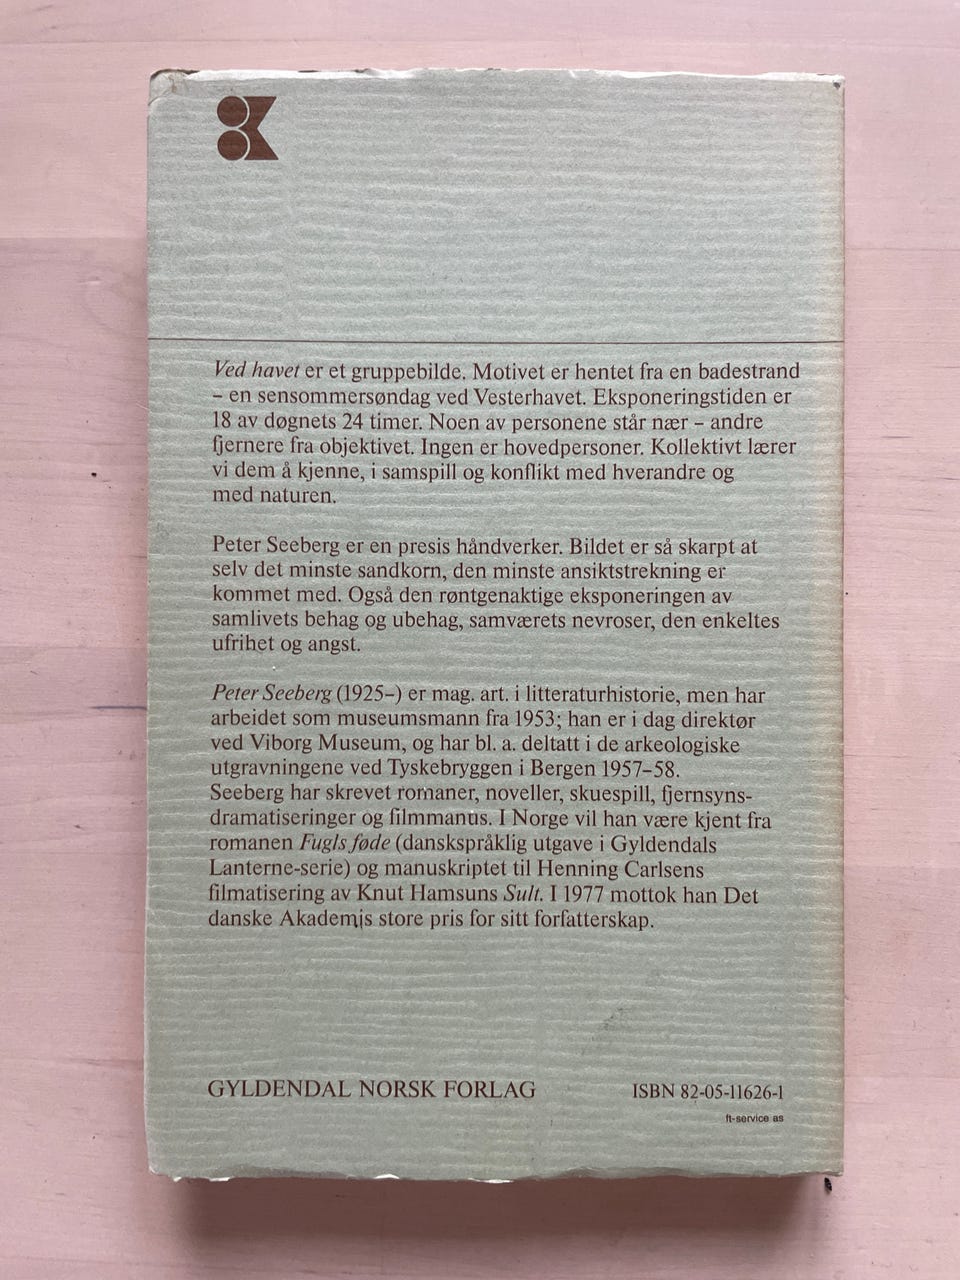 Ved havet er et gruppebilde. Motivet er hentet fra en badestrand
– en sensommersøndag ved Vesterhavet. Eksponeringstiden er
18 av døgnets 24 timer. Noen av personene står nær – andre
fjernere fra objektivet. Ingen er hovedpersoner. Kollektivt lærer
vi dem å kjenne, i samspill og konflikt med hverandre og
med naturen.
Peter Seeberg er en presis håndverker. Bildet er så skarpt at
selv det minste sandkorn, den minste ansiktstrekning er
kommet med. Også den røntgenaktige eksponeringen av
samlivets behag og ubehag, samværets nevroser, den enkeltes
ufrihet og angst.
Peter Seeberg (1925–) er mag. art. i litteraturhistorie, men har
arbeidet som museumsmann fra 1953; han er i dag direktør
ved Viborg Museum, og har bl. a. deltatt i de arkeologiske
utgravningene ved Tyskebryggen i Bergen 1957–58.
Seeberg har skrevet romaner, noveller, skuespill, fjernsyns-
dramatiseringer og filmmanus. I Norge vil han være kjent fra
romanen Fugls føde (danskspråklig utgave i Gyldendals
Lanterne-serie) og manuskriptet til Henning Carlsens
filmatisering av Knut Hamsuns Sult. I 1977 mottok han Det
danske Akademis store pris for sitt forfatterskap.
GYLDENDAL NORSK FORLAG
ISBN 82-05-11626-1
ft-service as